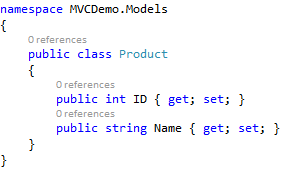 namespace MVCDemo.Models
{
0 references
public class Product
{
0 references
public int ID { get; set; }
0 references
public string Name { get; set; }
}
}